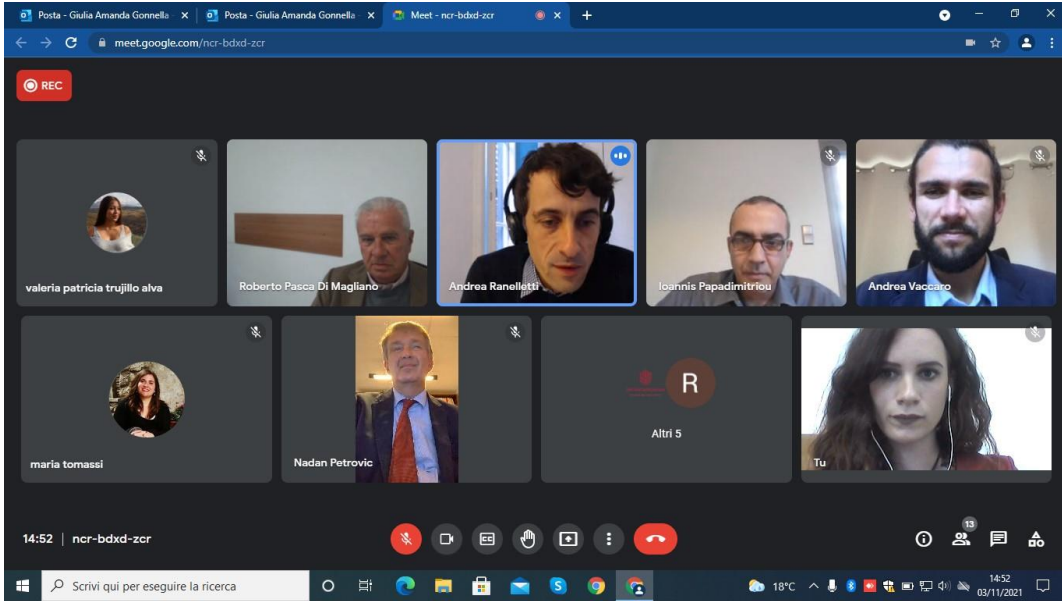 Posta - Giulia Amanda Gonnella
Posta - Giulia Amanda Gonnella
Meet - ncr-bdxd-zcr
meet.google.com/ncr-bdxd-zcr
REC
valeria patricia trujillo alva
Roberto Pasca Di Magliano
Andrea Ranelletti
Ioannis Papadimitriou
Andrea Vaccaro
maria tomassi
Nadan Petrovic
R
Altri 5
Tu
14:52 | ncr-bdxd-zcr
CC
13
Scrivi qui per eseguire la ricerca
18°C
14:52
03/11/2021